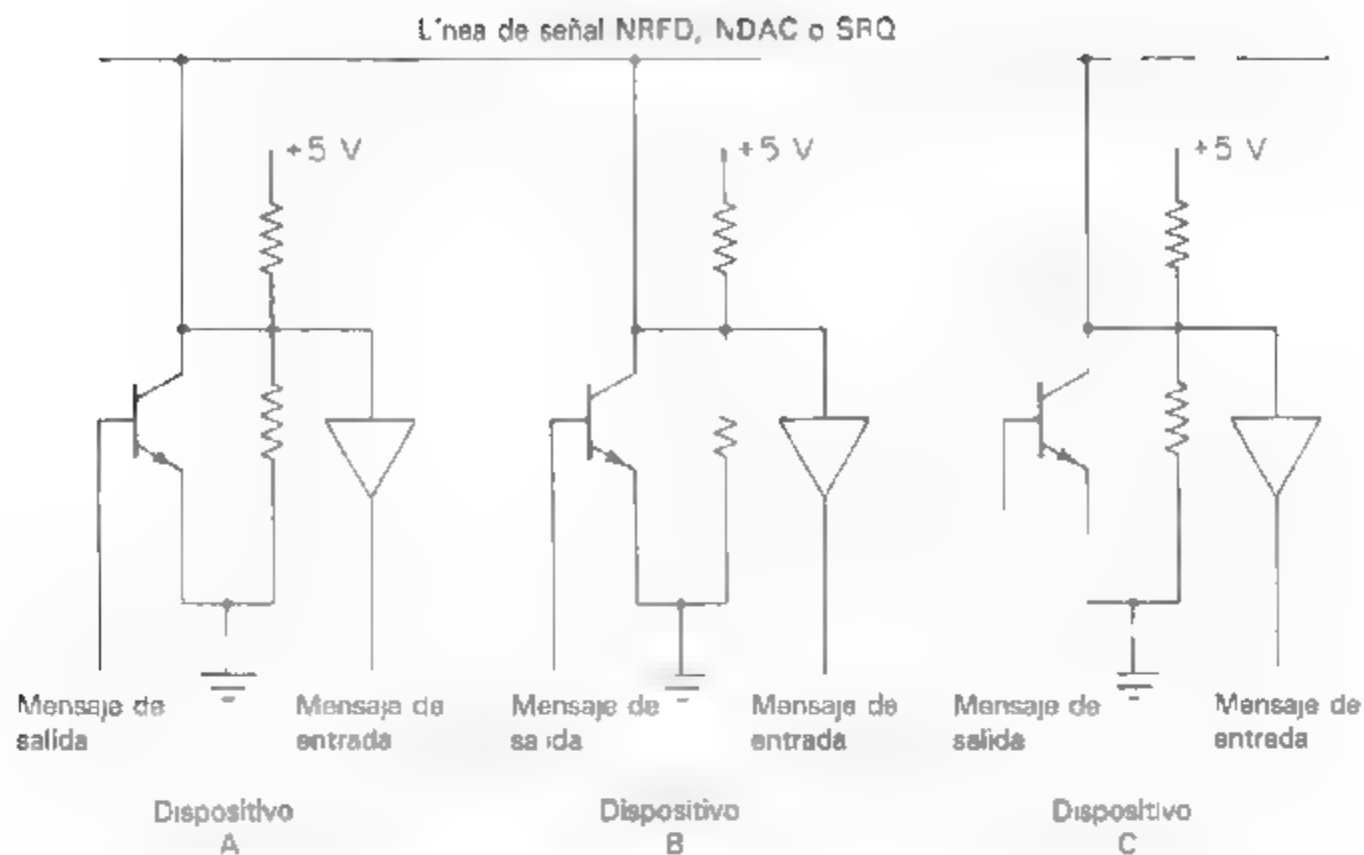 Línea de señal NRFD, NDAC o SRQ
+5 V
+5 V
+5 V
Mensaje de
salida
Mensaje de
entrada
Mensaje de
salida
Mensaje de
entrada
Mensaje de
salida
Mensaje de
entrada
Dispositivo
A
Dispositivo
B
Dispositivo
C